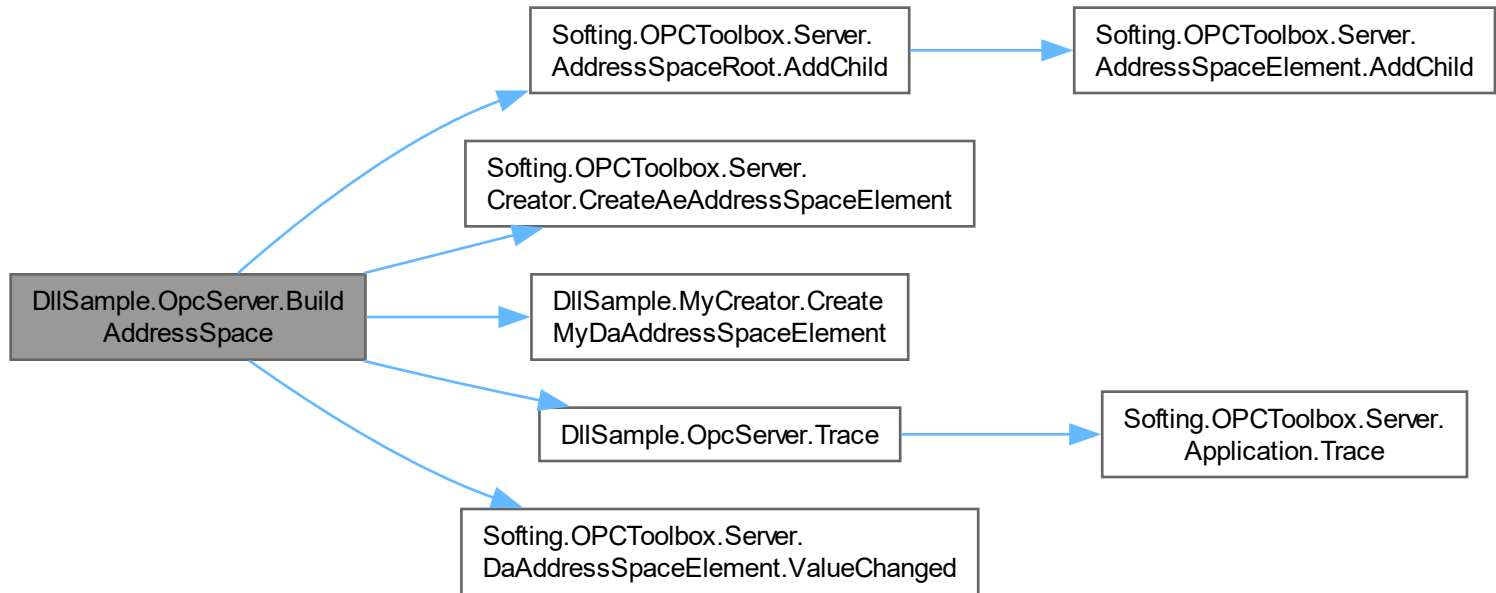 Softing.OPCToolbox.Server.
AddressSpaceRoot.AddChild
Softing.OPCToolbox.Server.
AddressSpaceElement.AddChild
Softing.OPCToolbox.Server.
Creator.CreateAeAddressSpaceElement
DllSample.OpcServer.Build
AddressSpace
DllSample.MyCreator.Create
MyDaAddressSpaceElement
DllSample.OpcServer.Trace
Softing.OPCToolbox.Server.
Application.Trace
Softing.OPCToolbox.Server.
DaAddressSpaceElement.ValueChanged